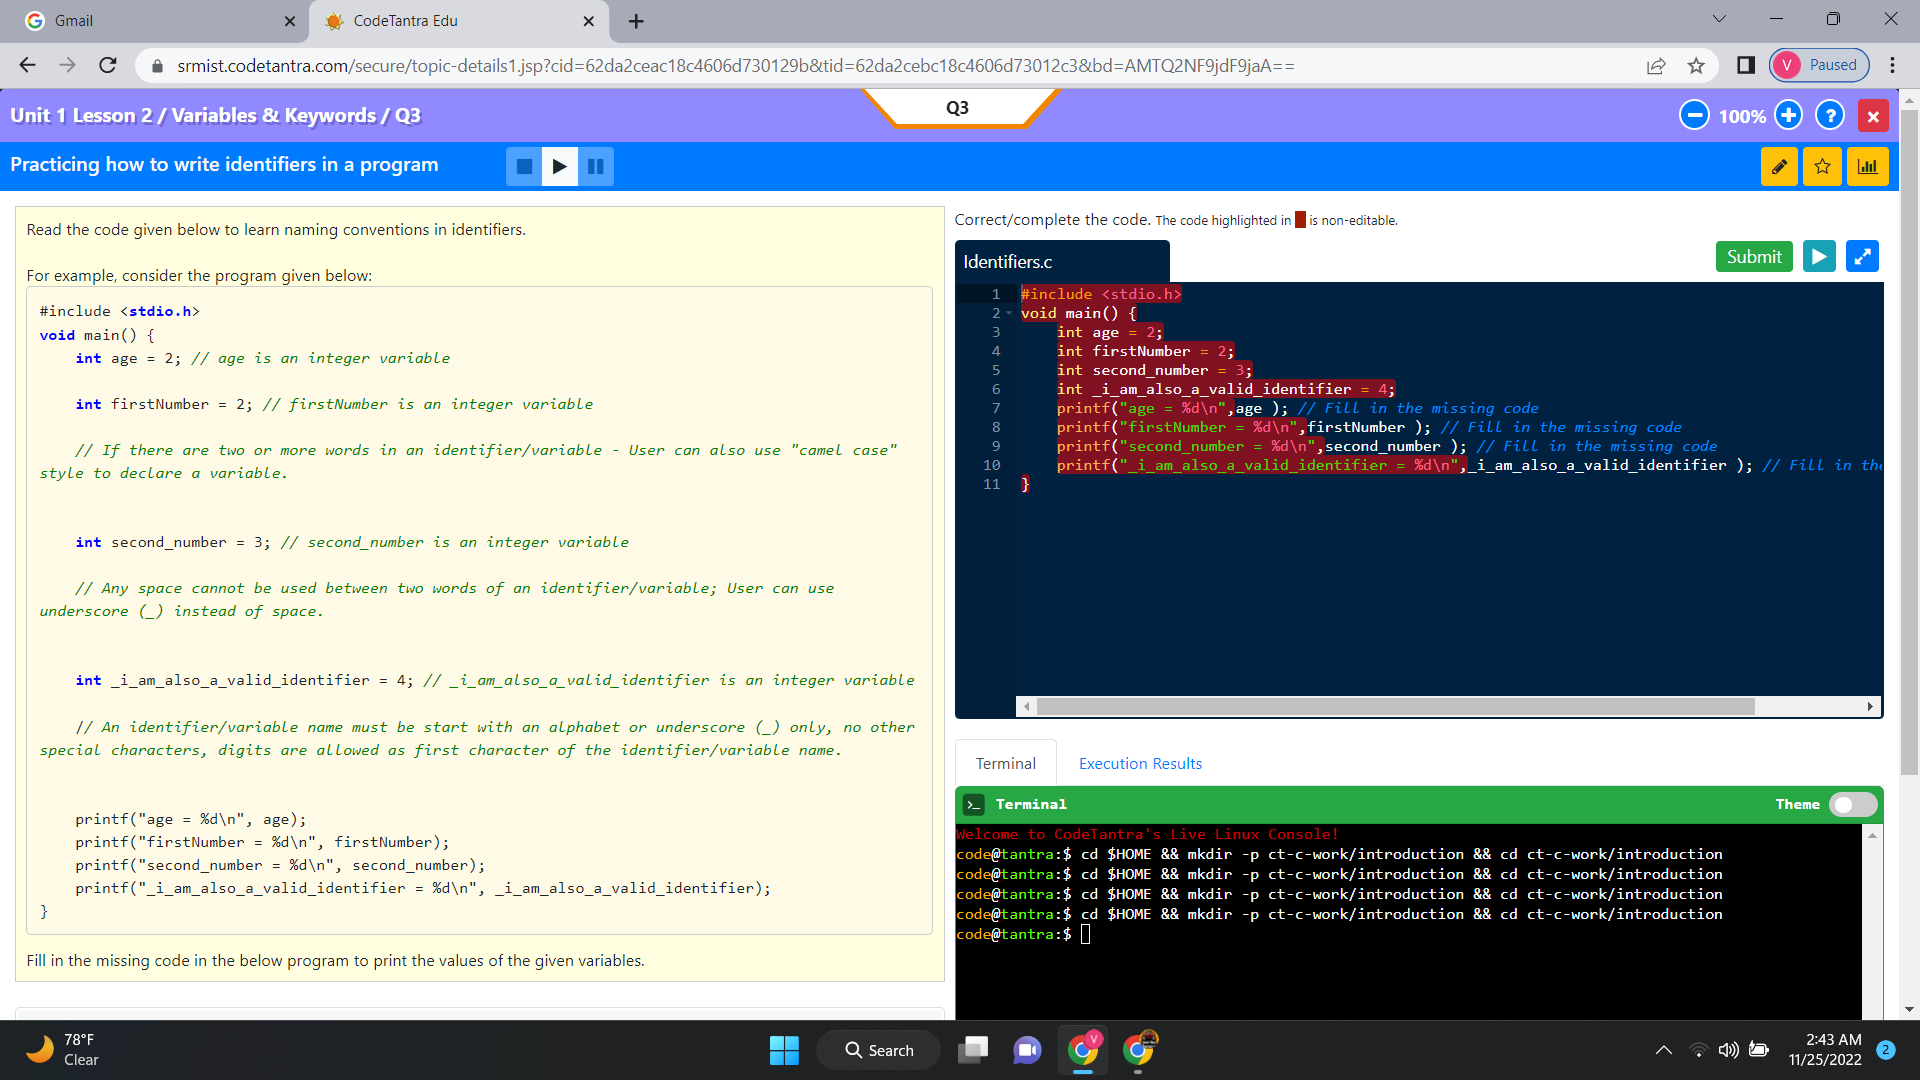 Gmail
CodeTantra Edu
srmist.codetantra.com/secure/topic-details1.jsp?cid=62da2ceac18c4606d730129b&tid=62da2cebc18c4606d73012c3&bd=AMTQ2NF9jdF9jaA==
V Paused
Unit 1 Lesson 2 / Variables & Keywords / Q3
Q3
100%
?
Practicing how to write identifiers in a program
Read the code given below to learn naming conventions in identifiers.
For example, consider the program given below:
#include <stdio.h>
void main() {
int age = 2; // age is an integer variable
int firstNumber = 2; // firstNumber is an integer variable
// If there are two or more words in an identifier/variable - User can also use "camel case"
style to declare a variable.
int second_number = 3; // second_number is an integer variable
// Any space cannot be used between two words of an identifier/variable; User can use
underscore (_) instead of space.
int _i_am_also_a_valid_identifier = 4; // _i_am_also_a_valid_identifier is an integer variable
// An identifier/variable name must be start with an alphabet or underscore (_) only, no other
special characters, digits are allowed as first character of the identifier/variable name.
printf("age = %d\n", age);
printf("firstNumber = %d\n", firstNumber);
printf("second_number = %d\n", second_number);
printf("_i_am_also_a_valid_identifier = %d\n", _i_am_also_a_valid_identifier);
}
Fill in the missing code in the below program to print the values of the given variables.
Correct/complete the code. The code highlighted in is non-editable.
Identifiers.c
Submit
1 #include <stdio.h>
2 void main() {
3 int age = 2;
4 int firstNumber = 2;
5 int second_number = 3;
6 int _i_am_also_a_valid_identifier = 4;
7 printf("age = %d\n",age ); // Fill in the missing code
8 printf("firstNumber = %d\n",firstNumber ); // Fill in the missing code
9 printf("second_number = %d\n",second_number ); // Fill in the missing code
10 printf("_i_am_also_a_valid_identifier = %d\n",_i_am_also_a_valid_identifier ); // Fill in the
11 }
Terminal
Execution Results
>_ Terminal
Theme
Welcome to CodeTantra's Live Linux Console!
code@tantra:$ cd $HOME && mkdir -p ct-c-work/introduction && cd ct-c-work/introduction
code@tantra:$ cd $HOME && mkdir -p ct-c-work/introduction && cd ct-c-work/introduction
code@tantra:$ cd $HOME && mkdir -p ct-c-work/introduction && cd ct-c-work/introduction
code@tantra:$ cd $HOME && mkdir -p ct-c-work/introduction && cd ct-c-work/introduction
code@tantra:$
78°F
Clear
Search
V
2:43 AM
11/25/2022
2